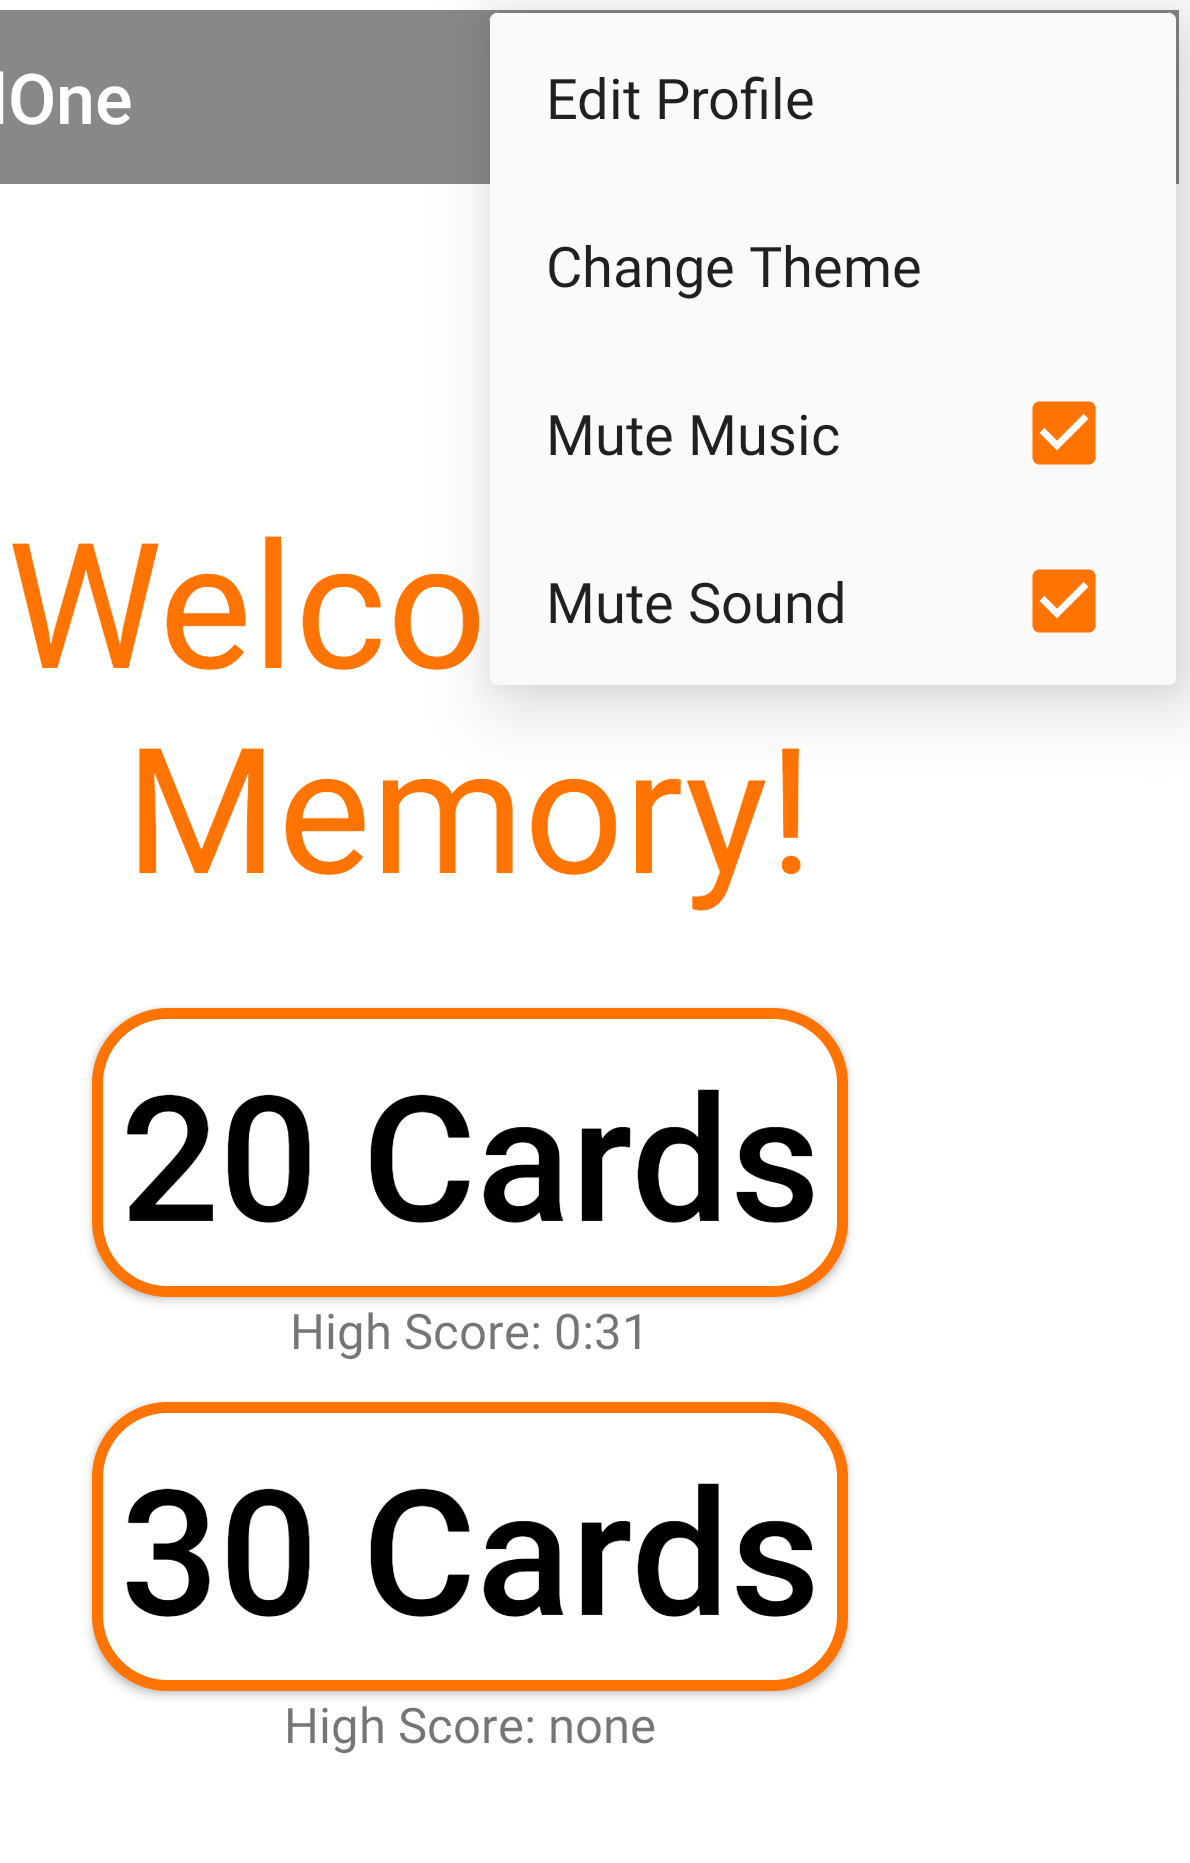 lOne
Edit Profile
Change Theme
Mute Music
Mute Sound
Welco
Memory!
20 Cards
High Score: 0:31
30 Cards
High Score: none